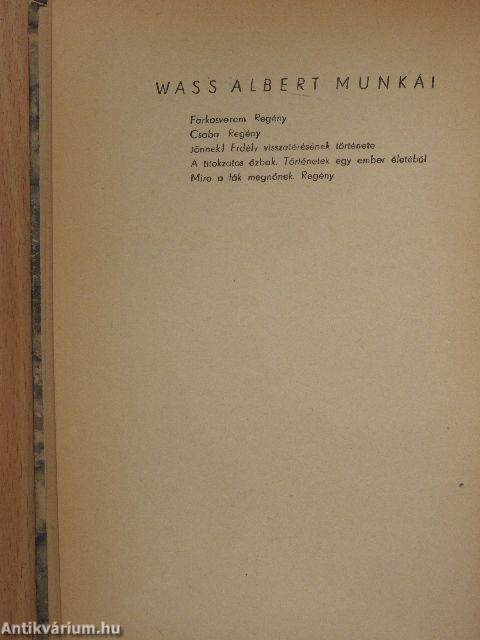 WASS ALBERT MUNKÁI
Farkasverem Regény
Csaba Regény
Jönnek! Erdély visszatérésének története
A titokzatos őzbak. Történetek egy ember életéből
Mire a fák megnőnek. Regény
Antikvárium.hu